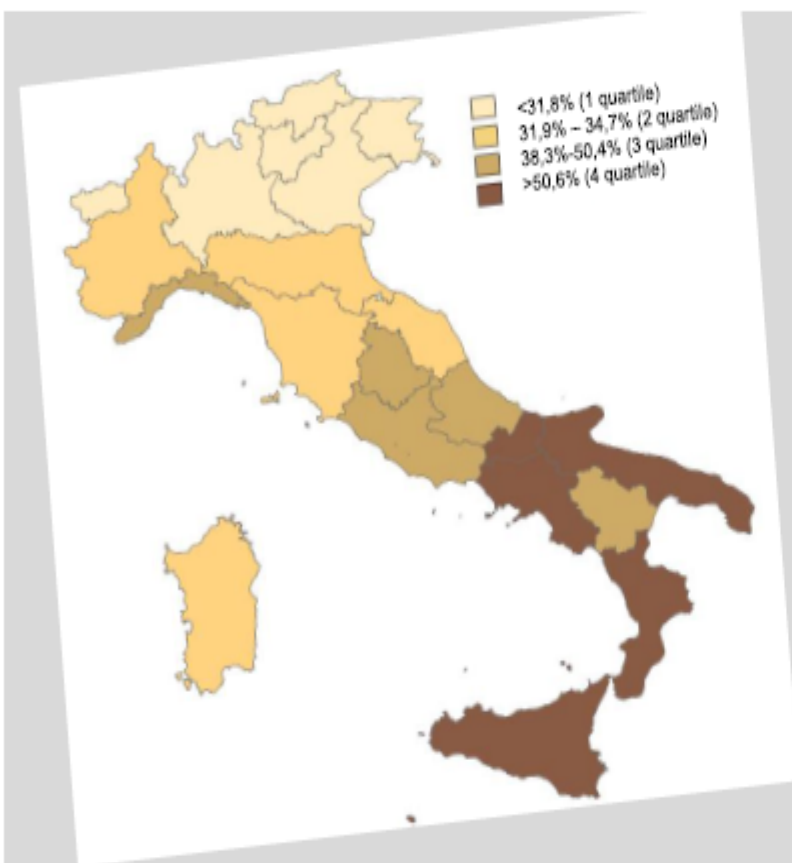 <31,8% (1 quartile)
31,9% – 34,7% (2 quartile)
38,3%-50,4% (3 quartile)
>50,6% (4 quartile)